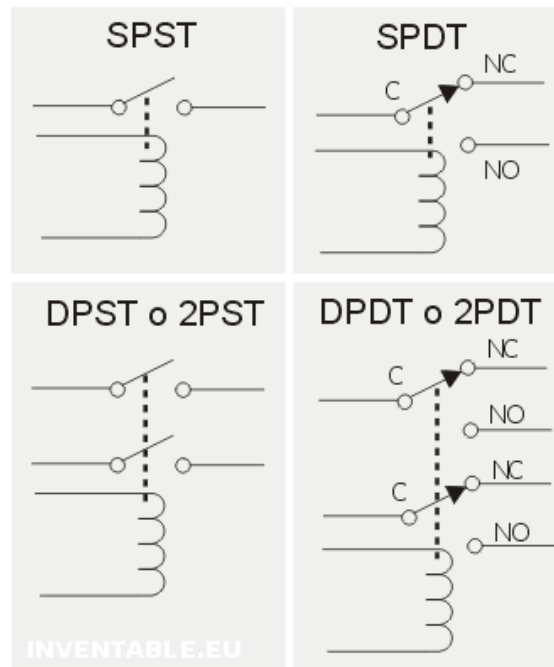 SPST
SPDT
C
NC
NO
DPST o 2PST
DPDT o 2PDT
C
NC
NO
C
NC
NO
INVENTABLE.EU